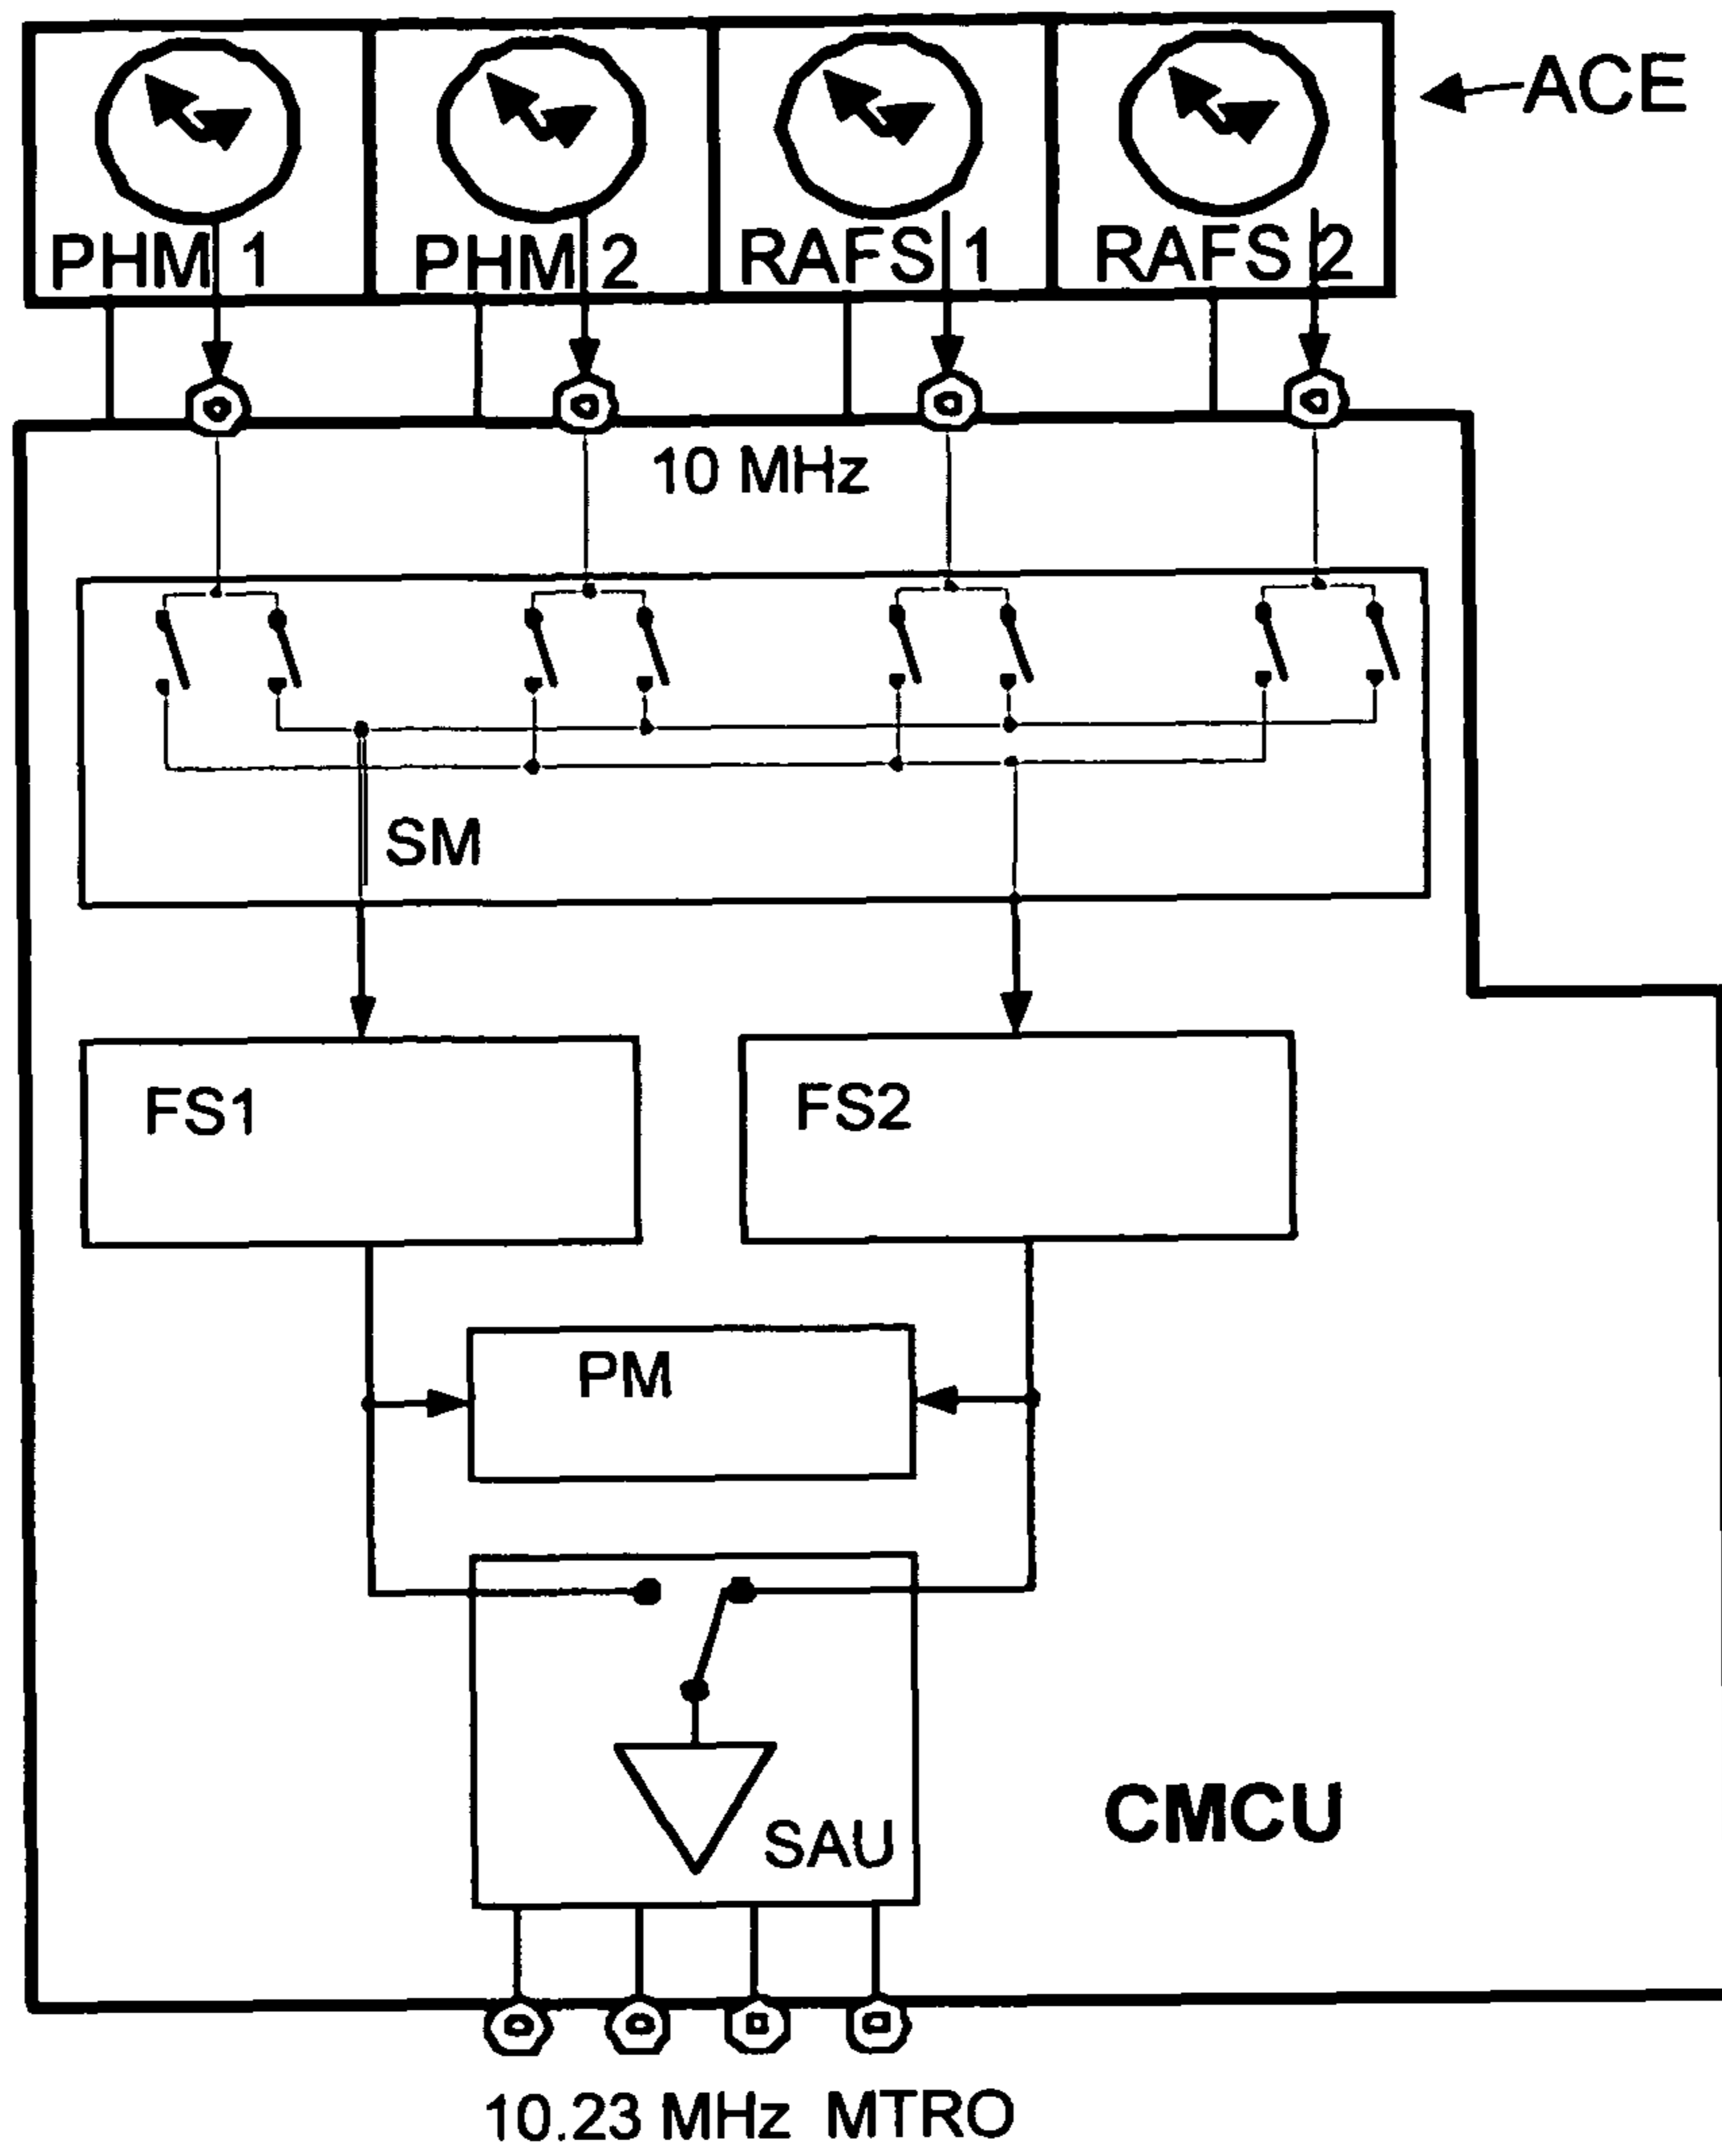 ACE
PHM 1
PHM 2
RAFS 1
RAFS 2
10 MHz
SM
FS1
FS2
PM
SAU
CMCU
10.23 MHz MTRO